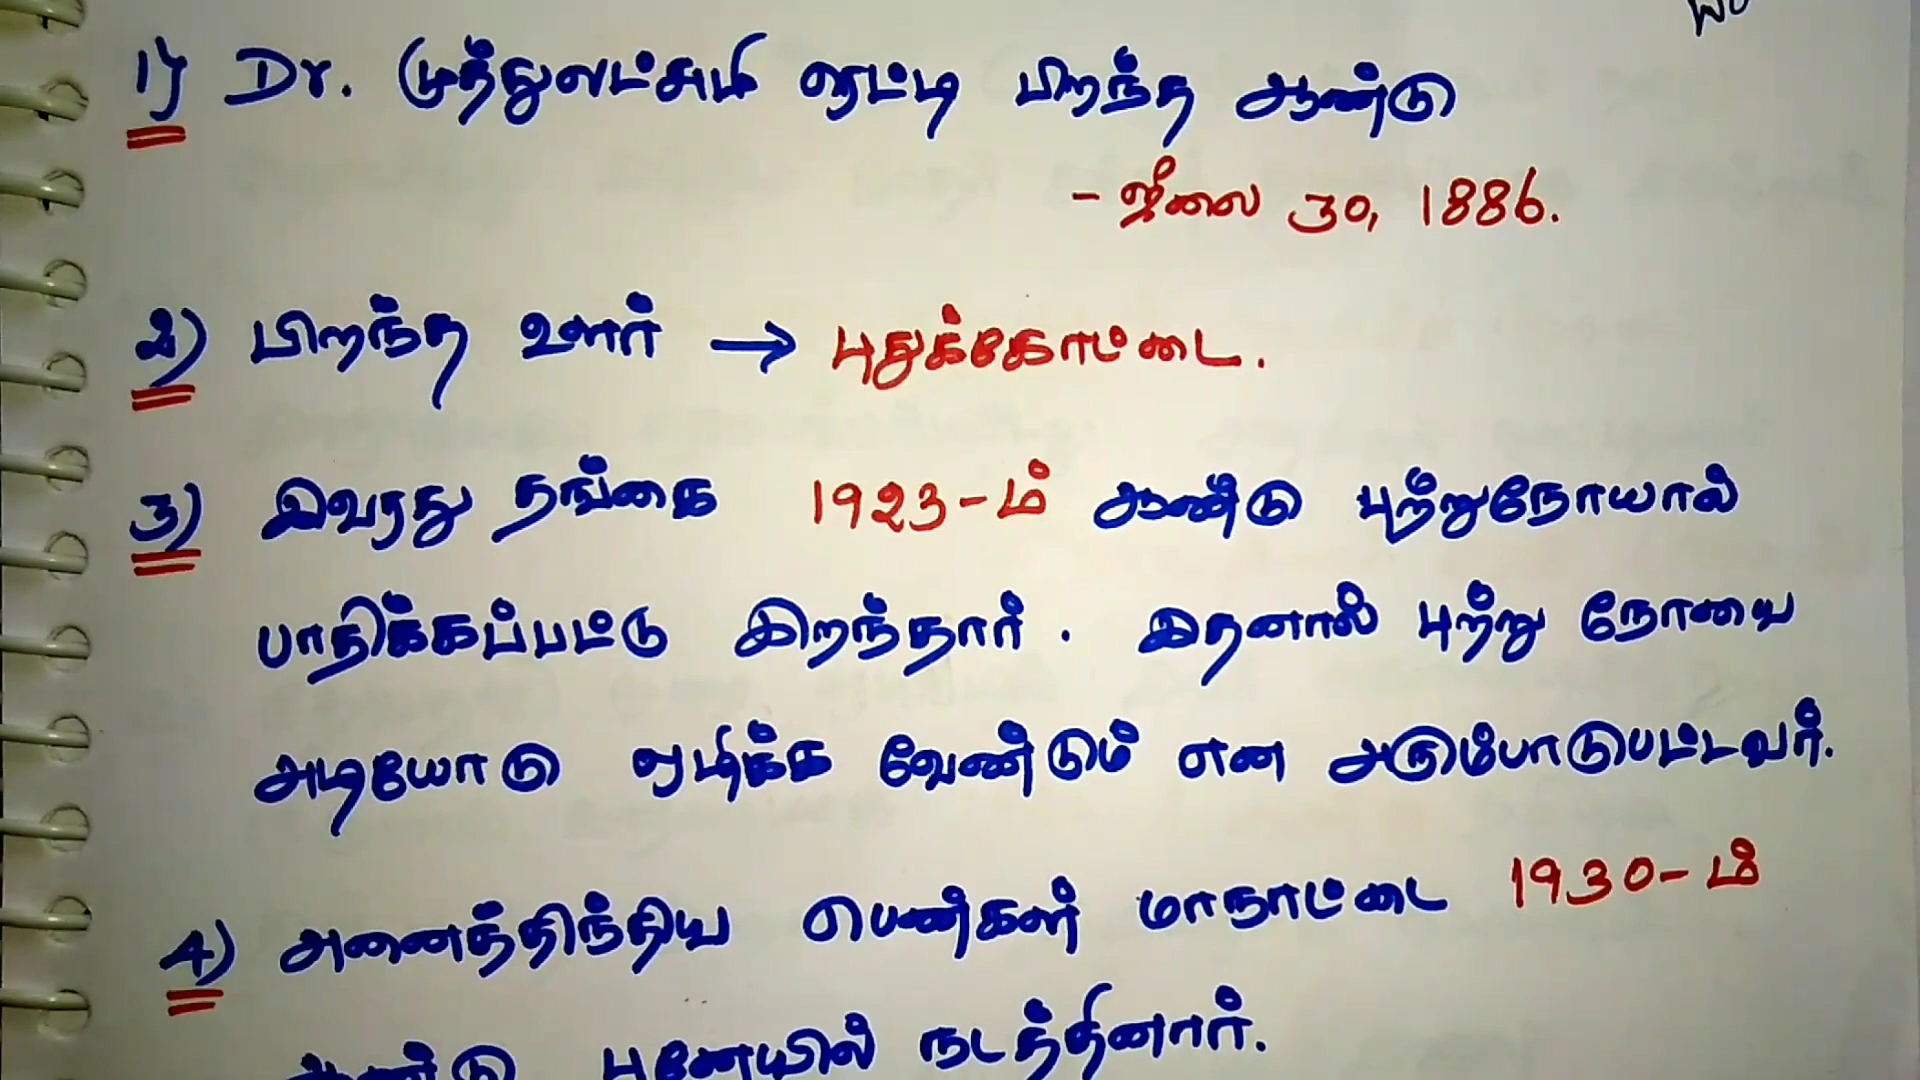 1) Dr. முத்துலட்சுமி ரெட்டி பிறந்த ஆண்டு
- ஜீலை 30, 1886.
2) பிறந்த ஊர் → புதுக்கோட்டை.
3) இவரது தங்கை 1923-ம் ஆண்டு புற்றுநோயால்
பாதிக்கப்பட்டு இறந்தார். இதனால் புற்று நோயை
அடியோடு ஒழிக்க வேண்டும் என அரும்பாடுபட்டவர்.
4) அனைத்திந்திய பெண்கள் மாநாட்டை 1930-ம்
ஆண்டு புனேயில் நடத்தினார்.